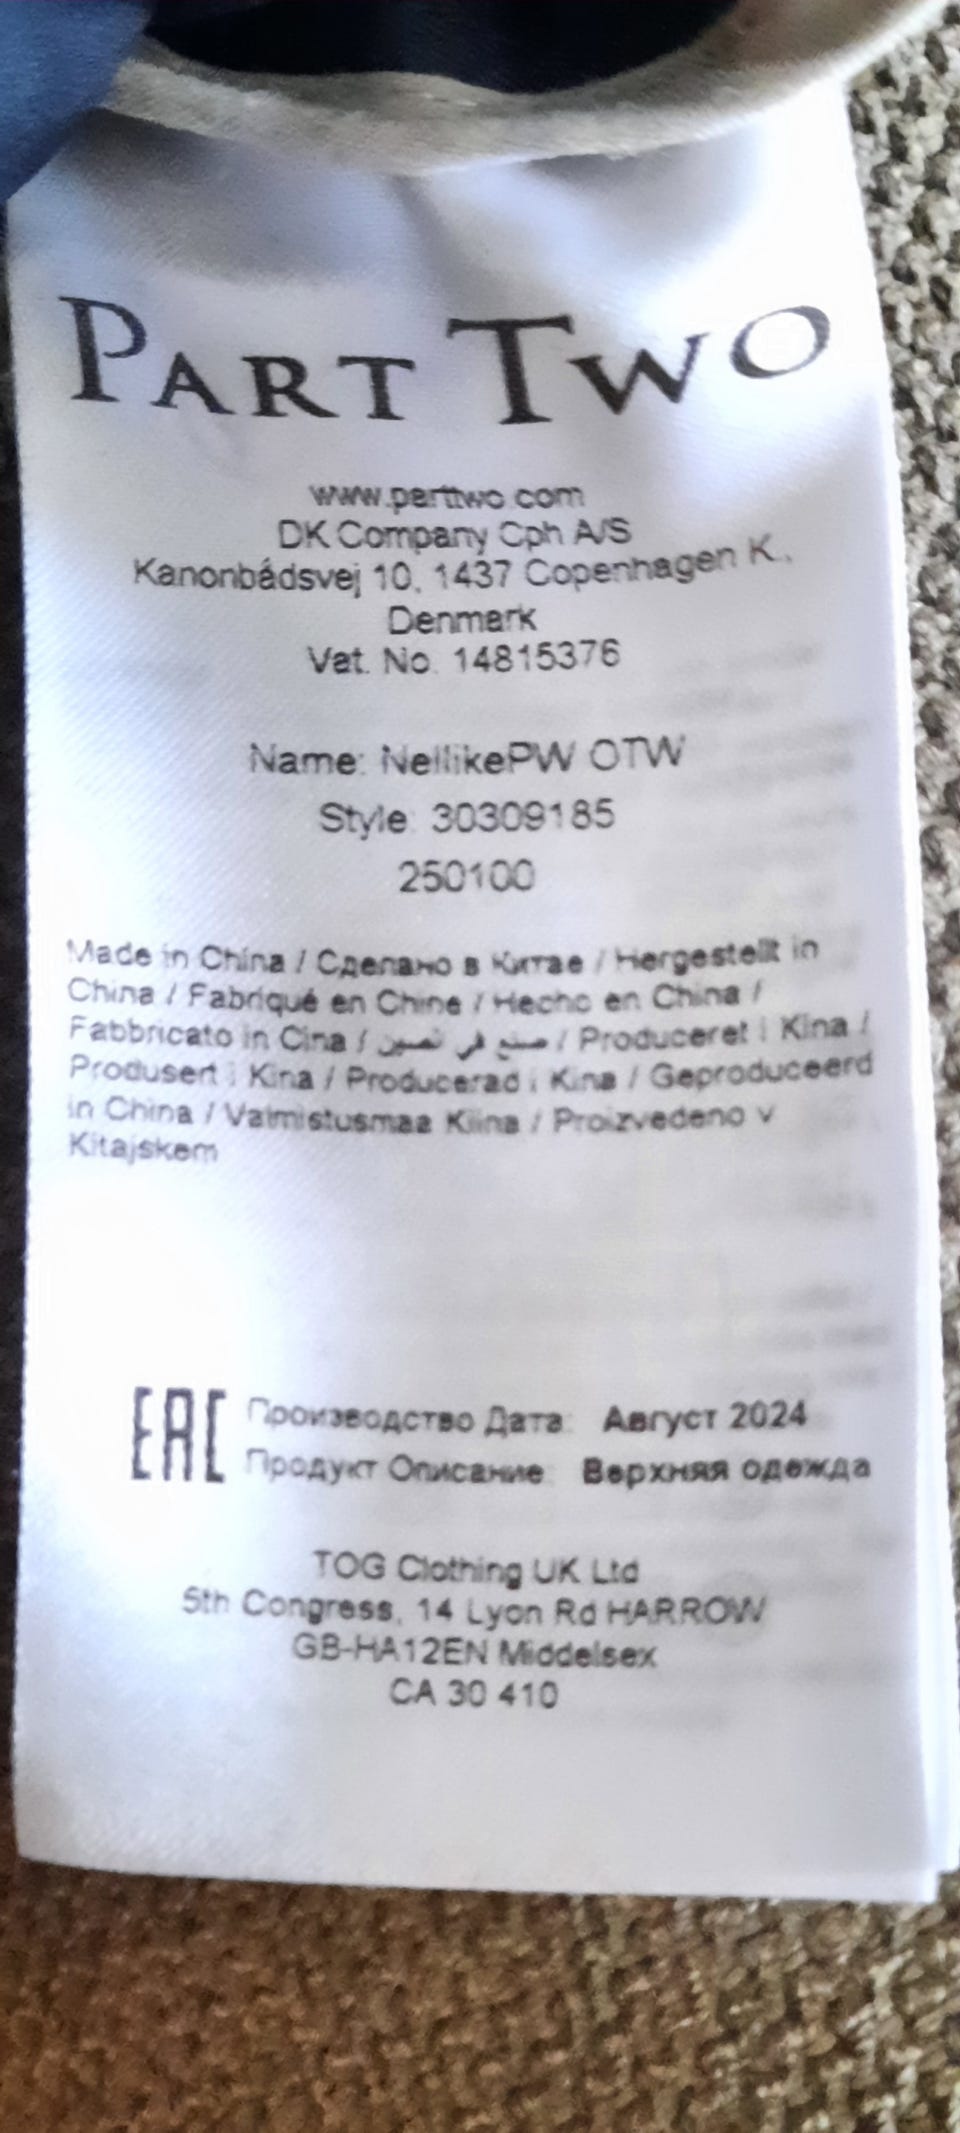 PART TWO
www.parttwo.com
DK Company Cph A/S
Kanonbådsvej 10, 1437 Copenhagen K.,
Denmark
Vat. No. 14815376
Name: NellikePW OTW
Style: 30309185
250100
Made in China / Сделано в Китае / Hergestellt in
China / Fabriqué en Chine / Hecho en China /
Fabbricato in Cina / صنع في / Produceret i Kina /
Produsert i Kina / Producerad i Kina / Geproduceerd
in China / Valmistusmaa Kiina / Proizvedeno v
Kitajskem
EAC Производство Дата: Август 2024
Продукт Описание: Верхняя одежда
TOG Clothing UK Ltd
5th Congress, 14 Lyon Rd HARROW
GB-HA12EN Middelsex
CA 30 410